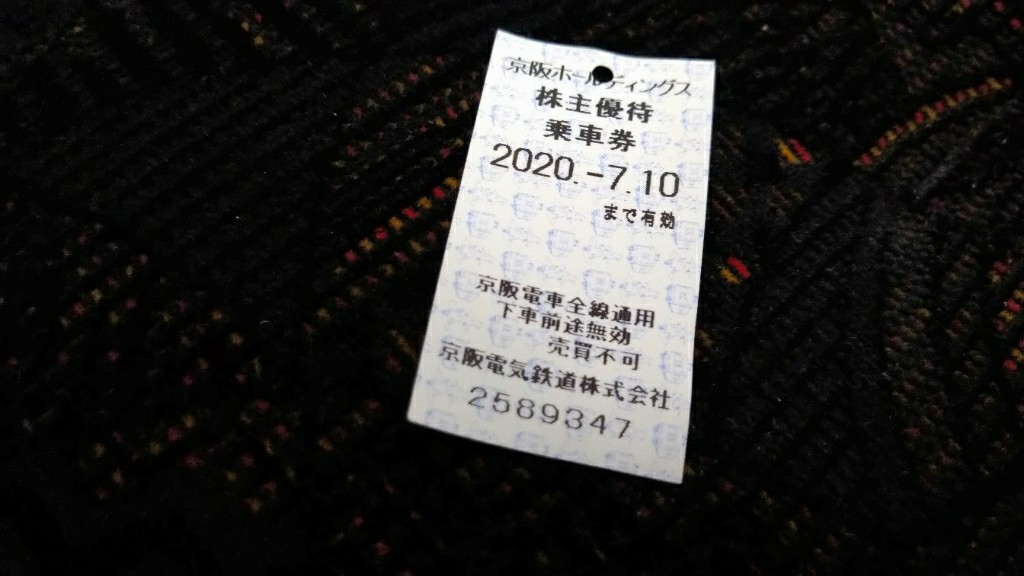 京阪ホールディングス
株主優待
乗車券
2020.-7.10
まで有効
京阪電車全線通用
下車前途無効
売買不可
京阪電気鉄道株式会社
2589347